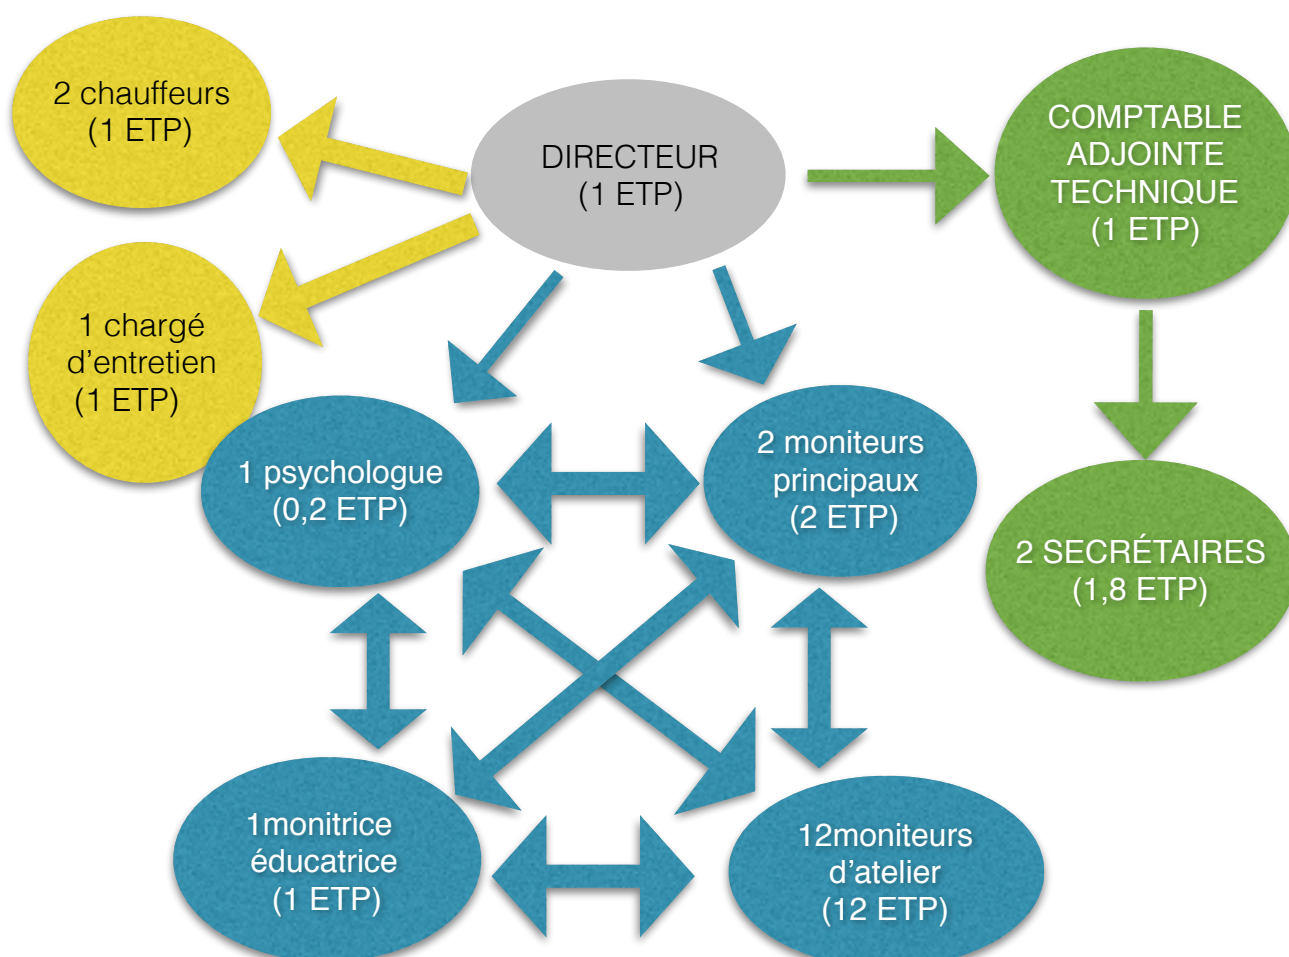 2 chauffeurs
(1 ETP)
DIRECTEUR
(1 ETP)
COMPTABLE
ADJOINTE
TECHNIQUE
(1 ETP)
1 chargé
d’entretien
(1 ETP)
1 psychologue
(0,2 ETP)
2 moniteurs
principaux
(2 ETP)
2 SECRÉTAIRES
(1,8 ETP)
1monitrice
éducatrice
(1 ETP)
12moniteurs
d’atelier
(12 ETP)